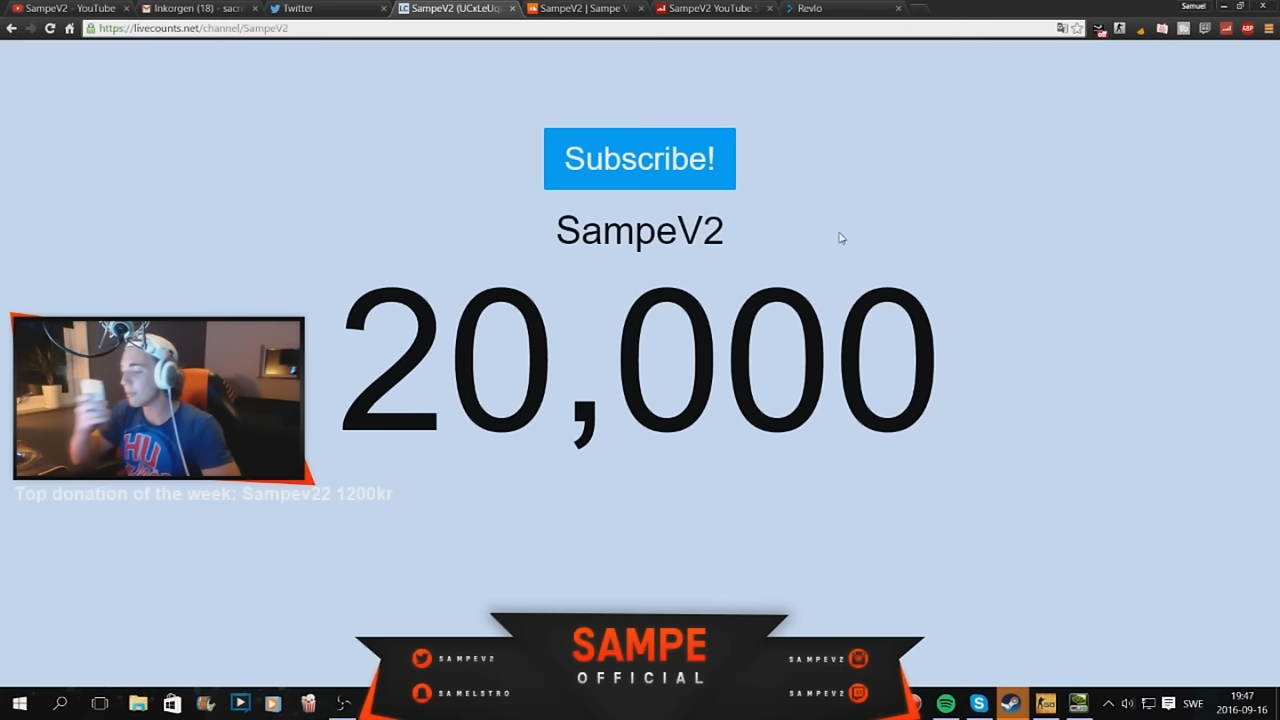 SampeV2 - YouTube
Inkorgen (18) - sacr
Twitter
SampeV2 (UCxLeUq
SampeV2 | Sampe V
SampeV2 YouTube S
Revlo
Samuel
https://livecounts.net/channel/SampeV2
Subscribe!
SampeV2
20,000
Top donation of the week: Sampev22 1200kr
SAMPE
OFFICIAL
SAMPEV2
SAMELSTRO
SAMPEV2
SAMPEV2
SWE
19:47
2016-09-16